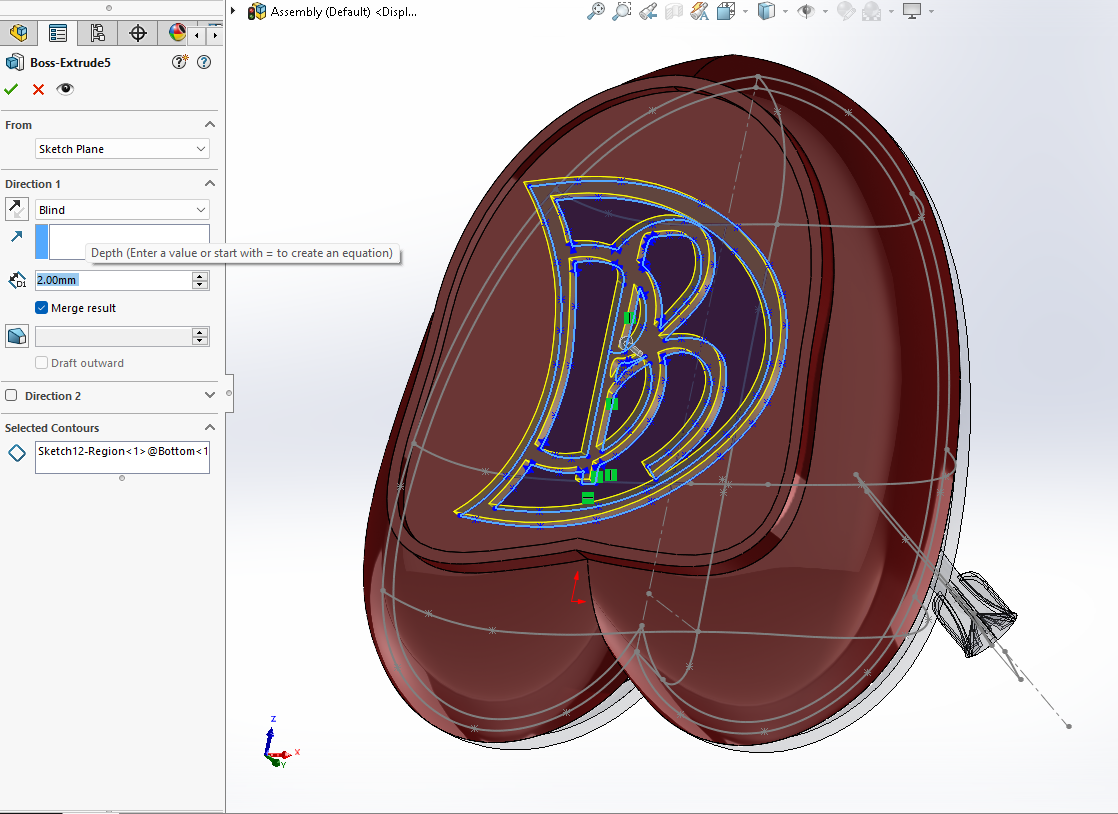 Assembly (Default) <Displ...
Boss-Extrude5
From
Sketch Plane
Direction 1
Blind
Depth (Enter a value or start with = to create an equation)
D1
2.00mm
Merge result
Draft outward
Direction 2
Selected Contours
Sketch12-Region<1>@Bottom<1
Z
X
Y